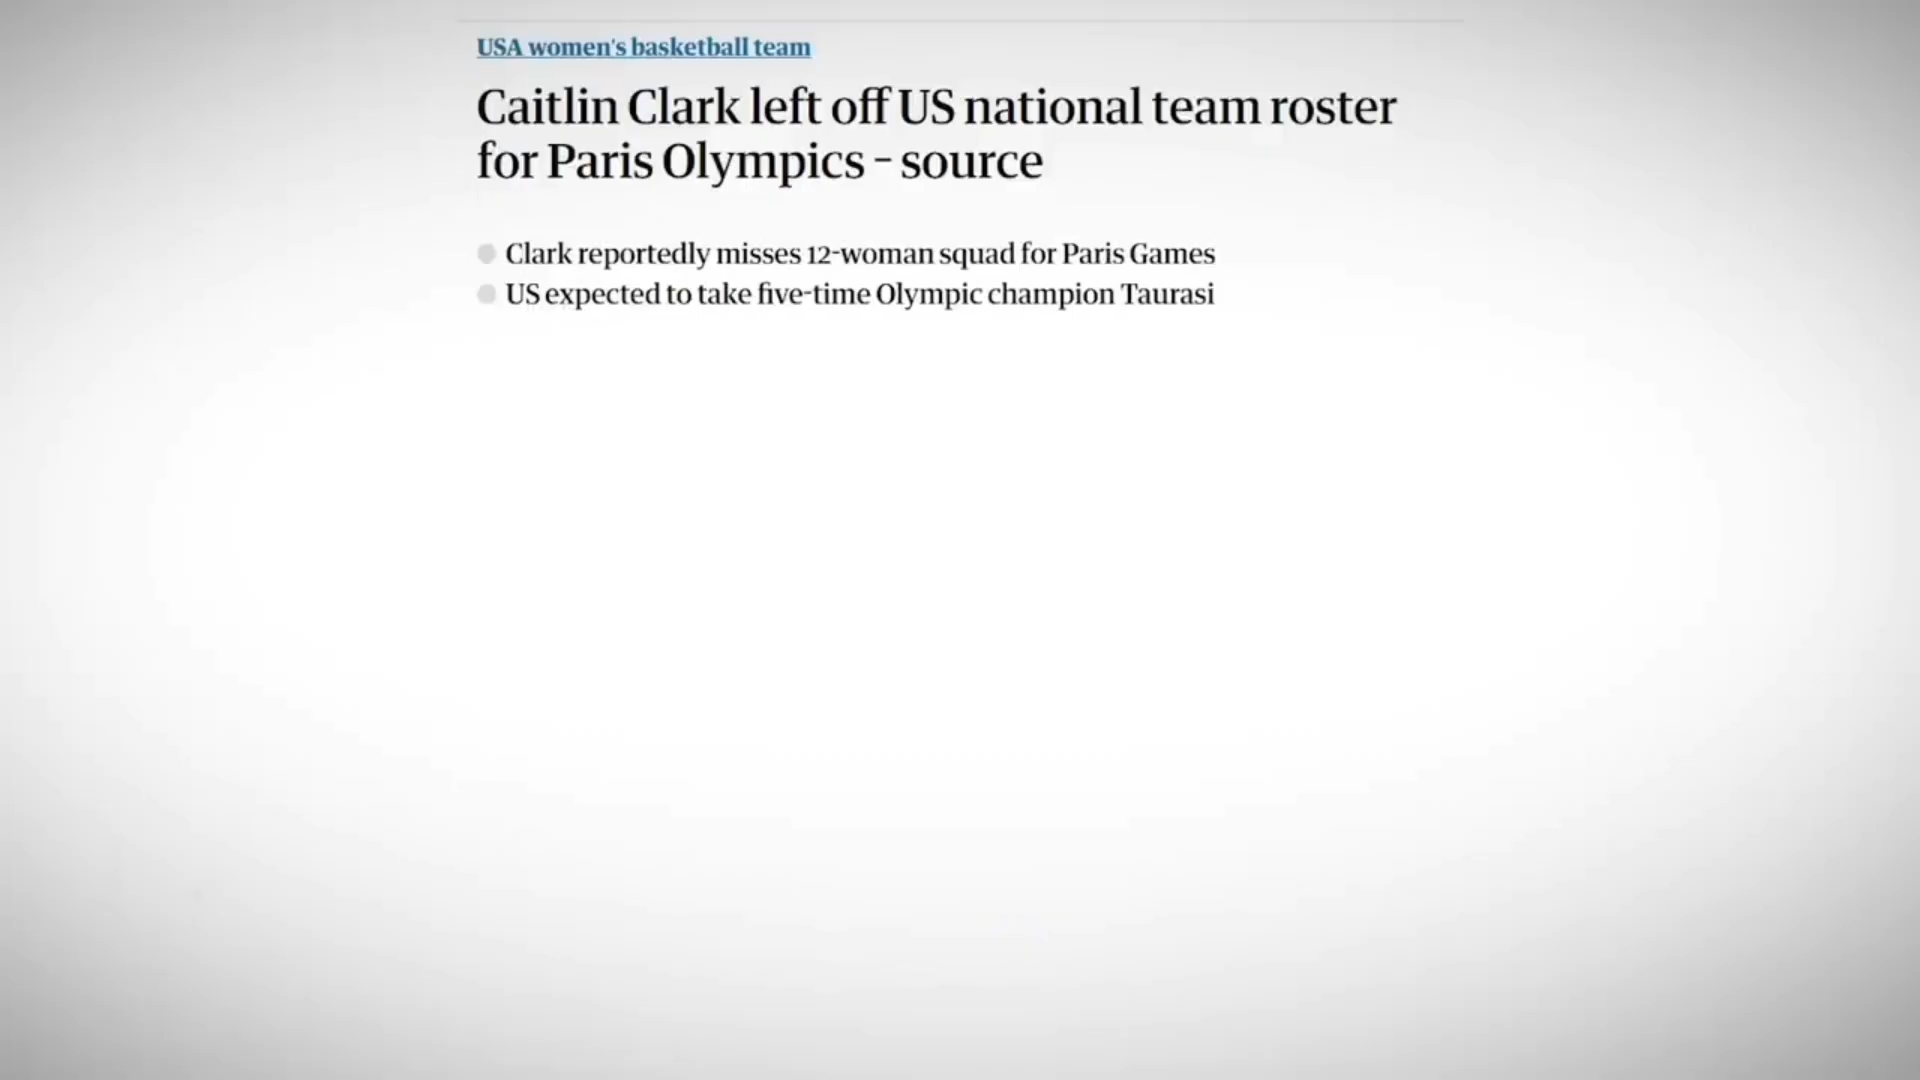 USA women's basketball team
Caitlin Clark left off US national team roster
for Paris Olympics – source
Clark reportedly misses 12-woman squad for Paris Games
US expected to take five-time Olympic champion Taurasi